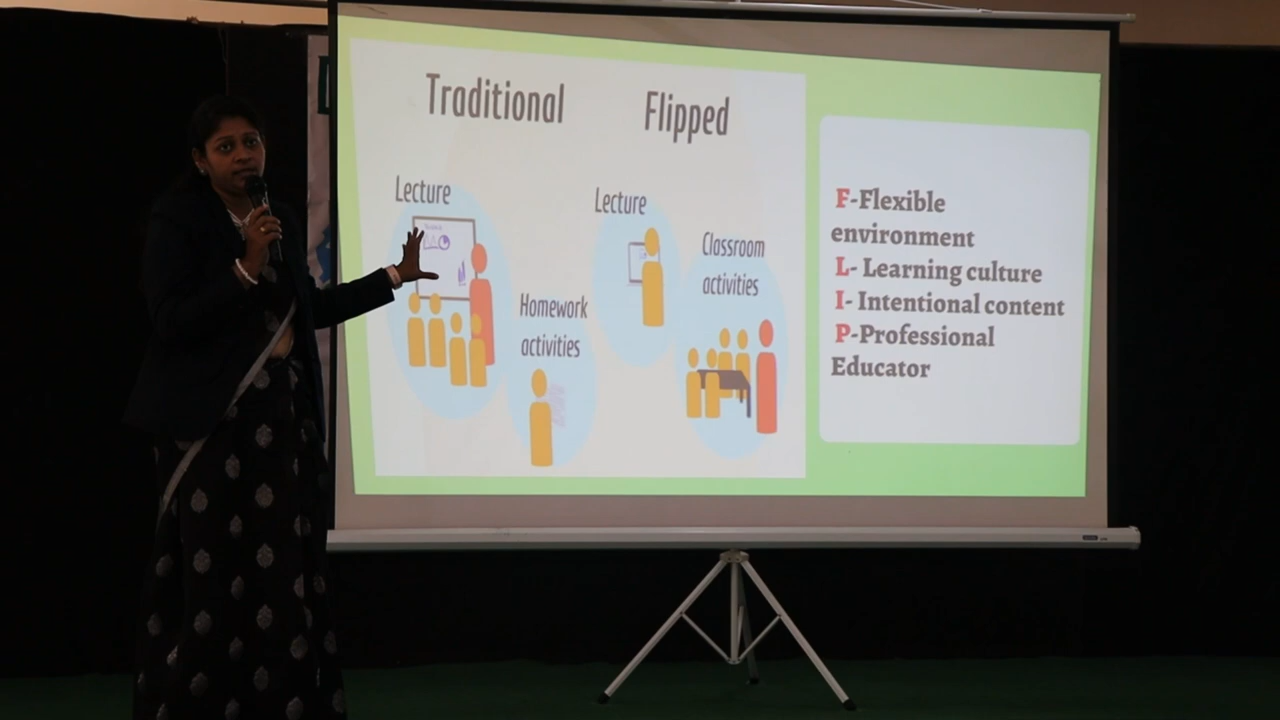 Traditional
Flipped
Lecture
Homework
activities
Lecture
Classroom
activities
F-Flexible
environment
L- Learning culture
I- Intentional content
P-Professional
Educator